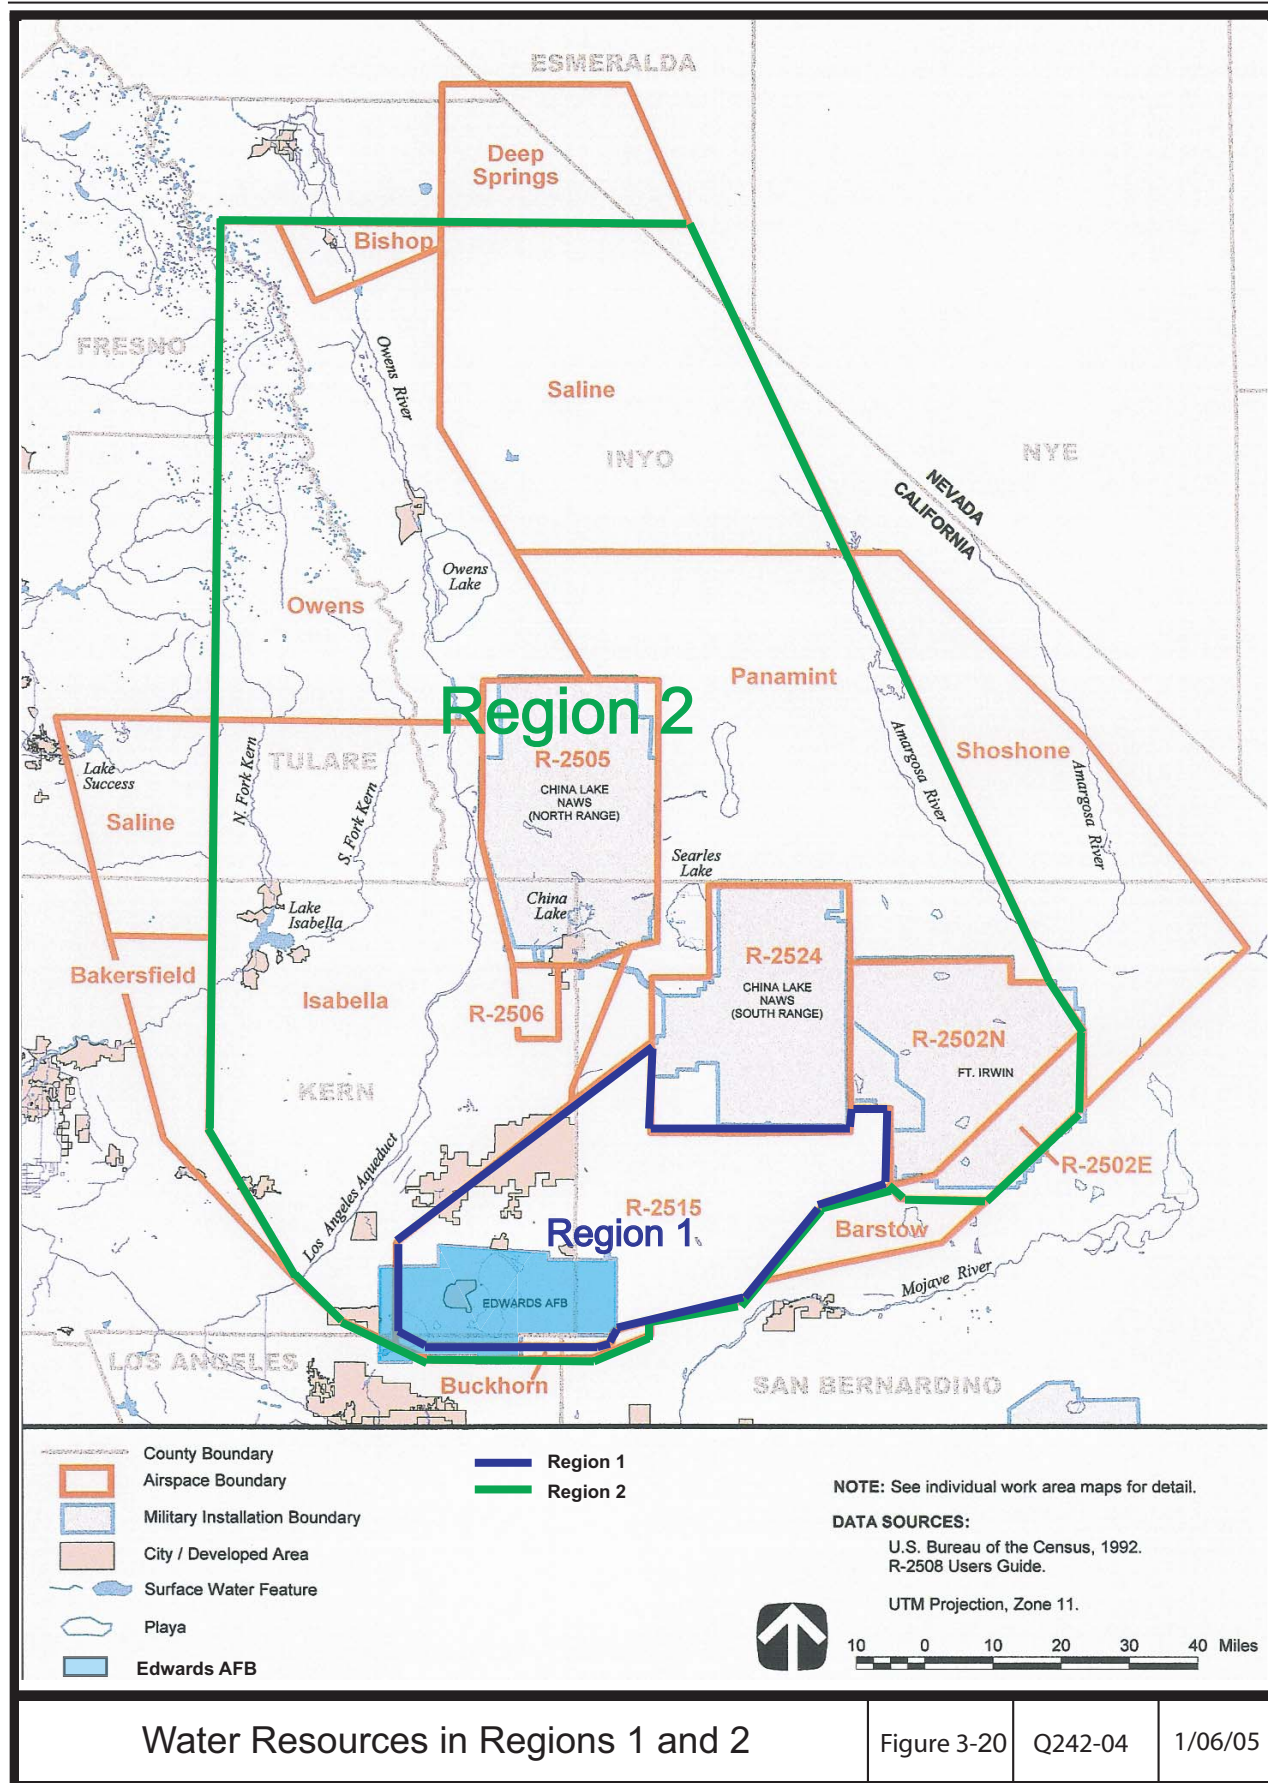 ESMERALDA
Deep
Springs
Bishop
FRESNO
Owens River
Saline
INYO
NYE
NEVADA
CALIFORNIA
Owens
Lake
Owens
Panamint
Region 2
Amargosa River
Shoshone
Amargosa River
R-2505
CHINA LAKE
NAWS
(NORTH RANGE)
TULARE
Lake
Success
N. Fork Kern
S. Fork Kern
Saline
Searles
Lake
China
Lake
Lake
Isabella
R-2524
CHINA LAKE
NAWS
(SOUTH RANGE)
Bakersfield
Isabella
R-2506
R-2502N
FT. IRWIN
KERN
Los Angeles Aqueduct
R-2502E
R-2515
Region 1
Barstow
Mojave River
EDWARDS AFB
LOS ANGELES
Buckhorn
SAN BERNARDINO
County Boundary
Airspace Boundary
Military Installation Boundary
City / Developed Area
Surface Water Feature
Playa
Edwards AFB
Region 1
Region 2
NOTE: See individual work area maps for detail.
DATA SOURCES:
U.S. Bureau of the Census, 1992.
R-2508 Users Guide.
UTM Projection, Zone 11.
10 0 10 20 30 40 Miles
Water Resources in Regions 1 and 2
Figure 3-20
Q242-04
1/06/05